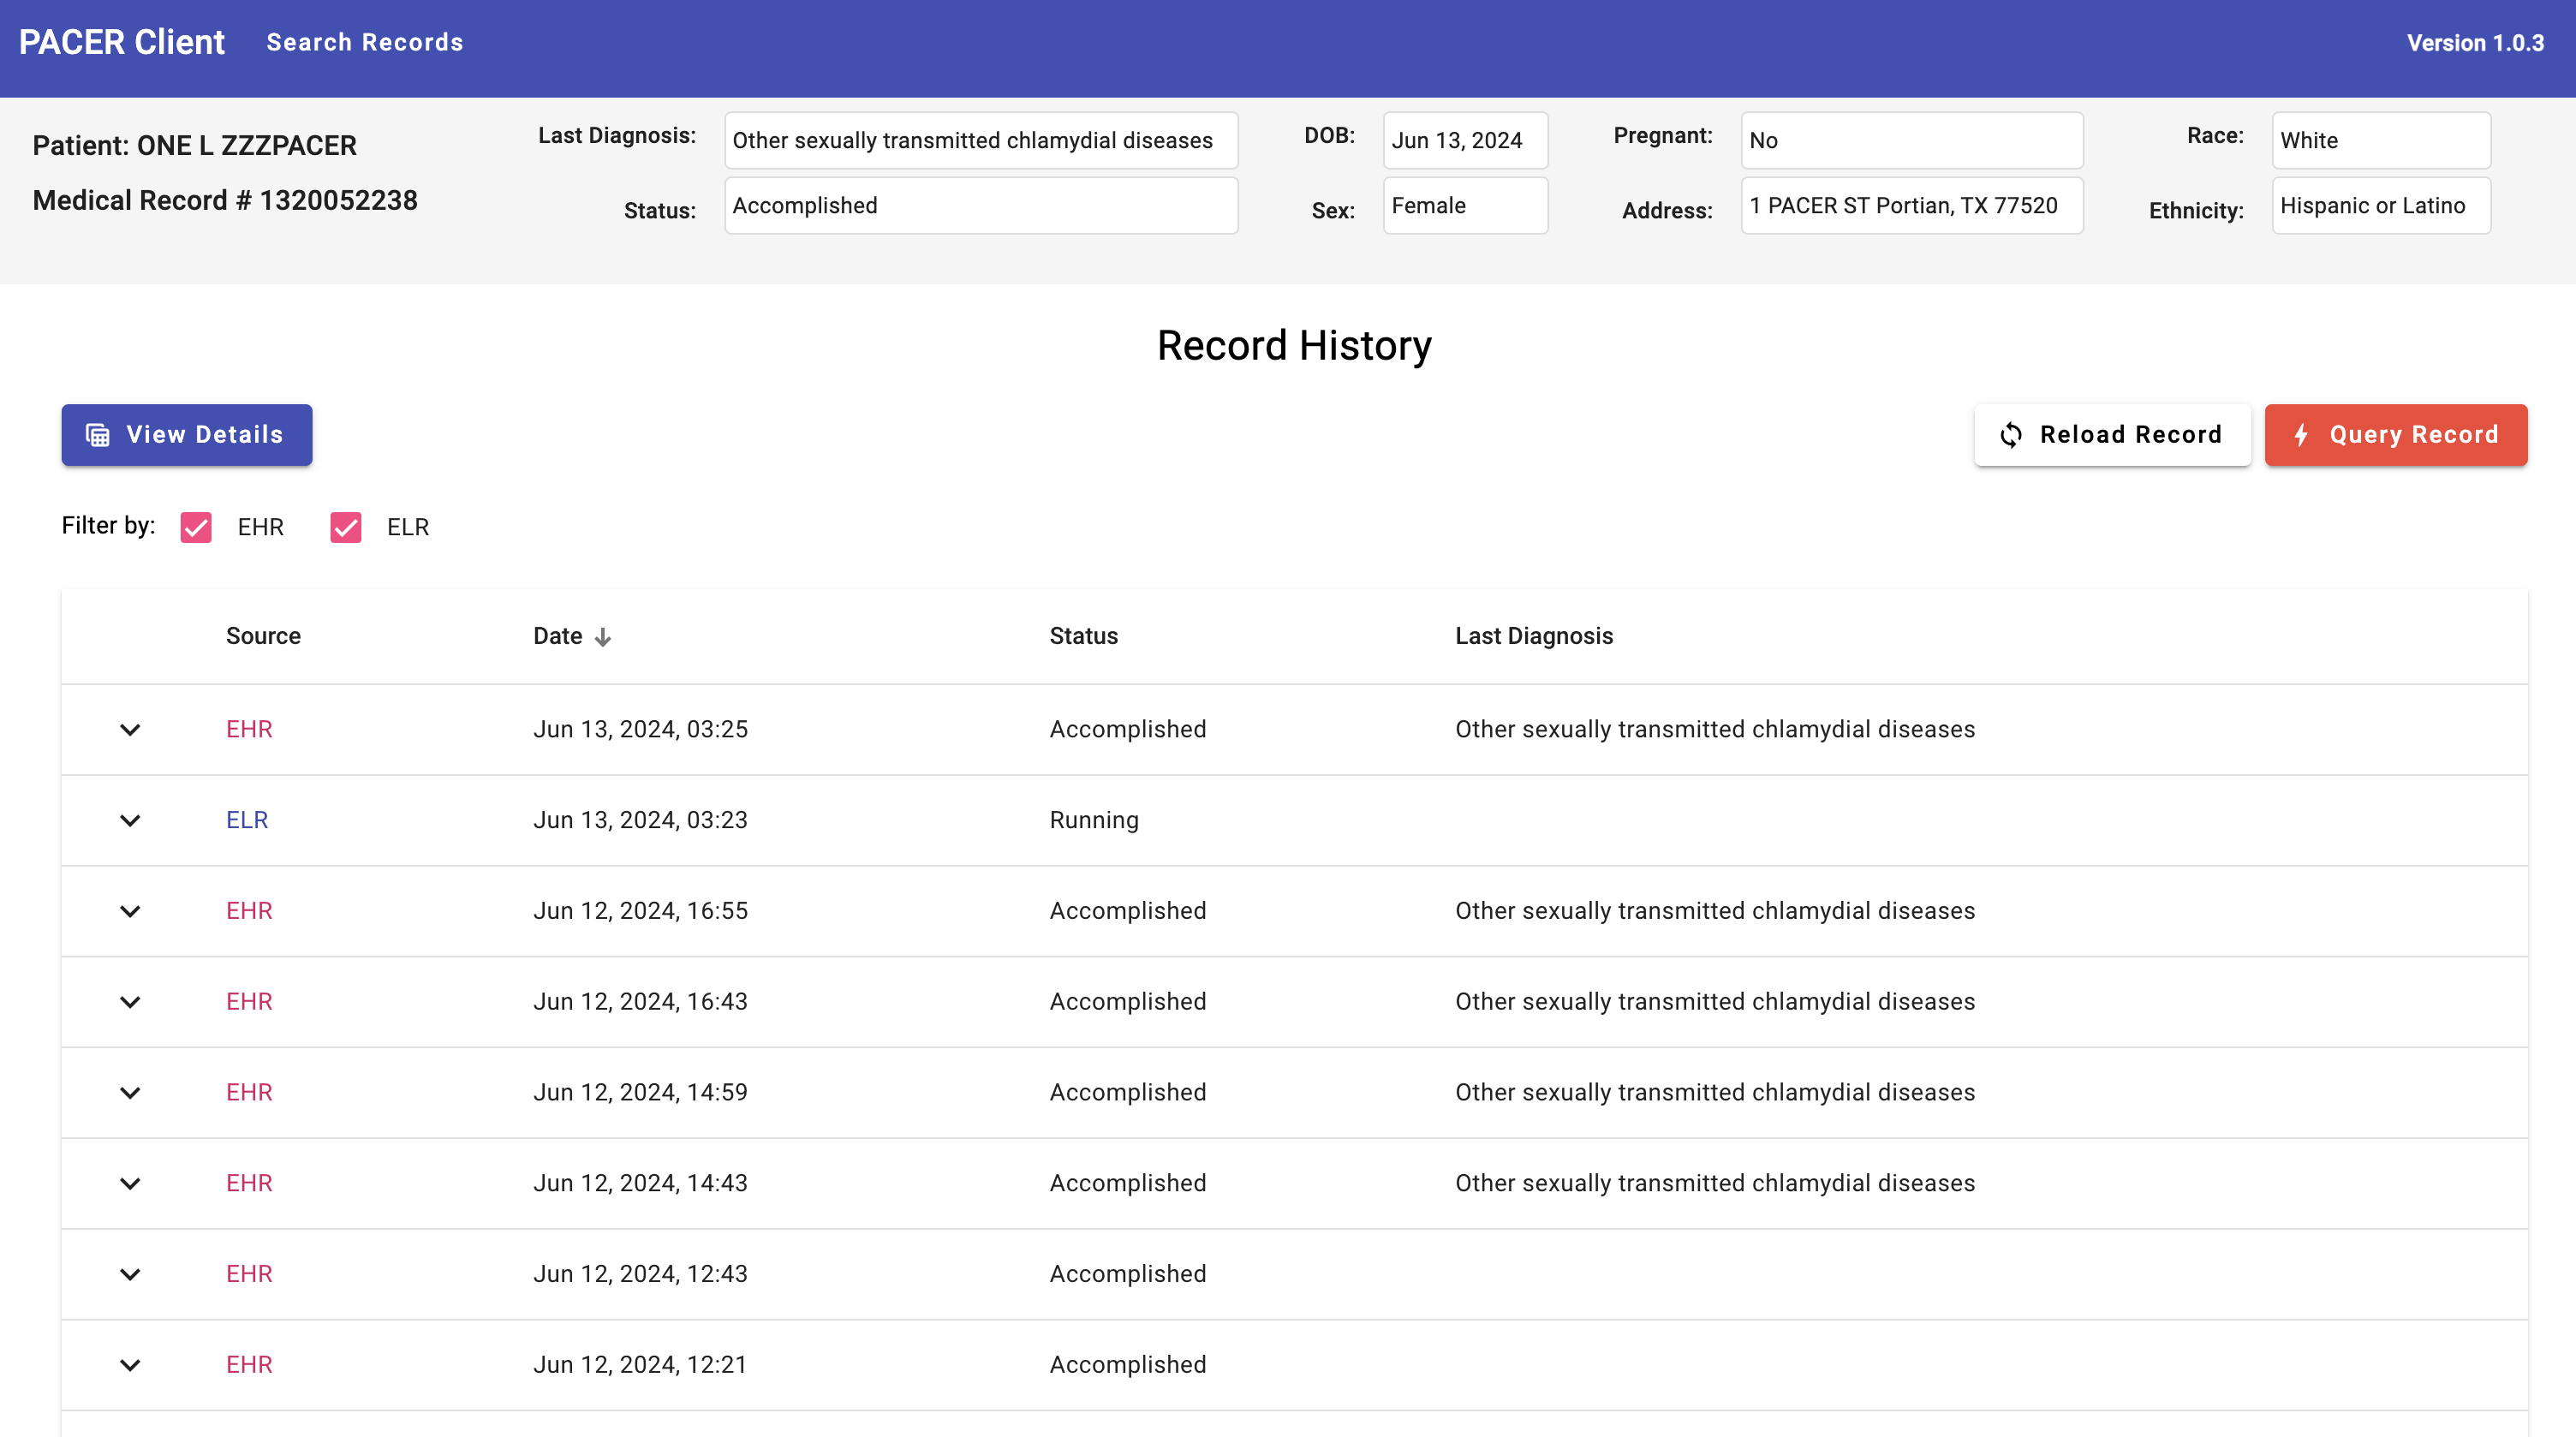 PACER Client Search Records Version 1.0.3
Patient: ONE L ZZZPACER
Medical Record # 1320052238
Last Diagnosis: Other sexually transmitted chlamydial diseases
Status: Accomplished
DOB: Jun 13, 2024
Sex: Female
Pregnant: No
Address: 1 PACER ST Portian, TX 77520
Race: White
Ethnicity: Hispanic or Latino
Record History
View Details Reload Record Query Record
Filter by: EHR ELR
Source Date Status Last Diagnosis
EHR Jun 13, 2024, 03:25 Accomplished Other sexually transmitted chlamydial diseases
ELR Jun 13, 2024, 03:23 Running
EHR Jun 12, 2024, 16:55 Accomplished Other sexually transmitted chlamydial diseases
EHR Jun 12, 2024, 16:43 Accomplished Other sexually transmitted chlamydial diseases
EHR Jun 12, 2024, 14:59 Accomplished Other sexually transmitted chlamydial diseases
EHR Jun 12, 2024, 14:43 Accomplished Other sexually transmitted chlamydial diseases
EHR Jun 12, 2024, 12:43 Accomplished
EHR Jun 12, 2024, 12:21 Accomplished